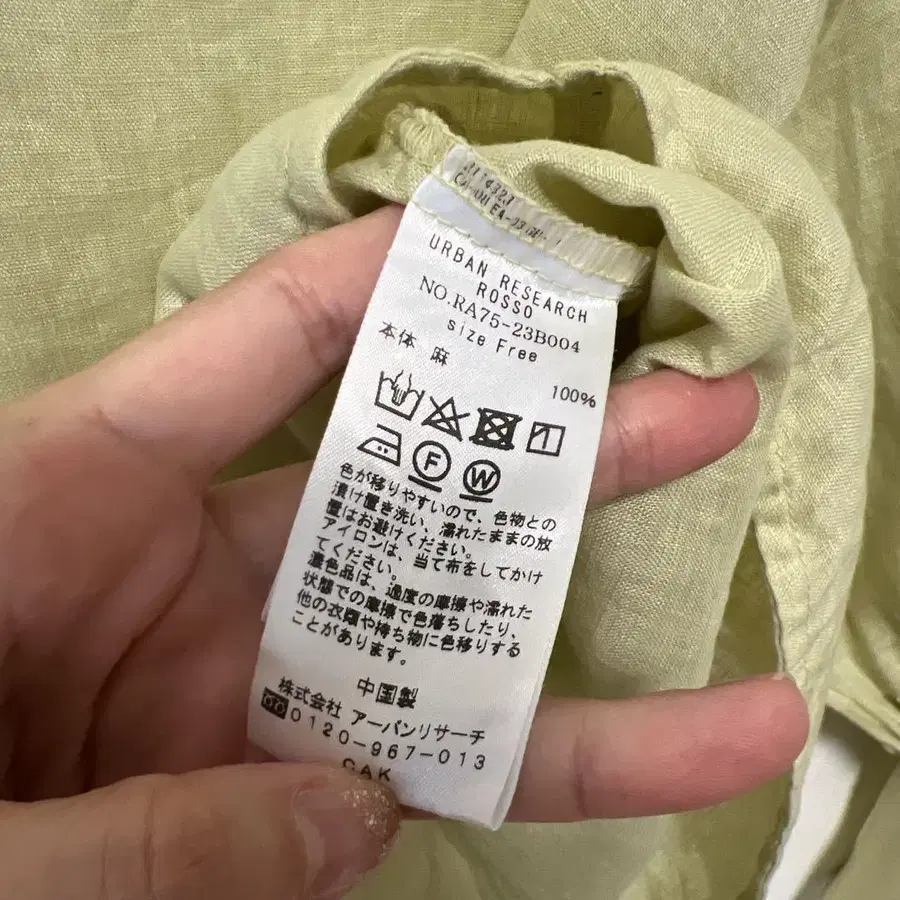 URBAN RESEARCH
ROSSO
NO.RA75-23B004
size Free
本体 麻 100%
F W
色が移りやすいので、色物との
漬け置き洗い、濡れたままの放
置はお避けください。
アイロンは、当て布をしてかけ
てください。
濃色品は、過度の摩擦や濡れた
状態での摩擦で色落ちしたり、
他の衣類や持ち物に色移りする
ことがあります。
中国製
株式会社 アーバンリサーチ
0120-967-013
CAK